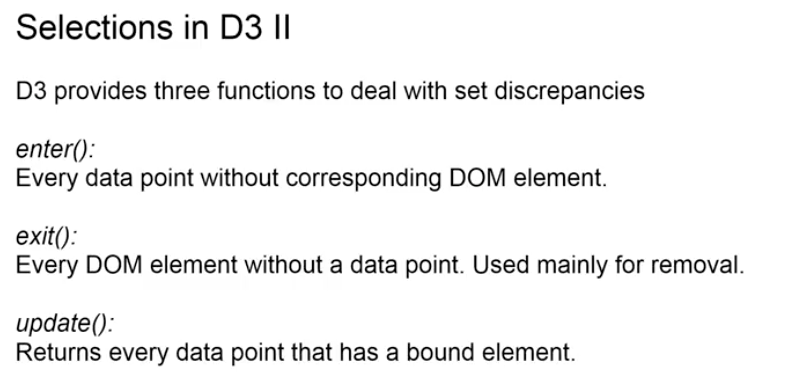 Selections in D3 II
D3 provides three functions to deal with set discrepancies
enter():
Every data point without corresponding DOM element.
exit():
Every DOM element without a data point. Used mainly for removal.
update():
Returns every data point that has a bound element.